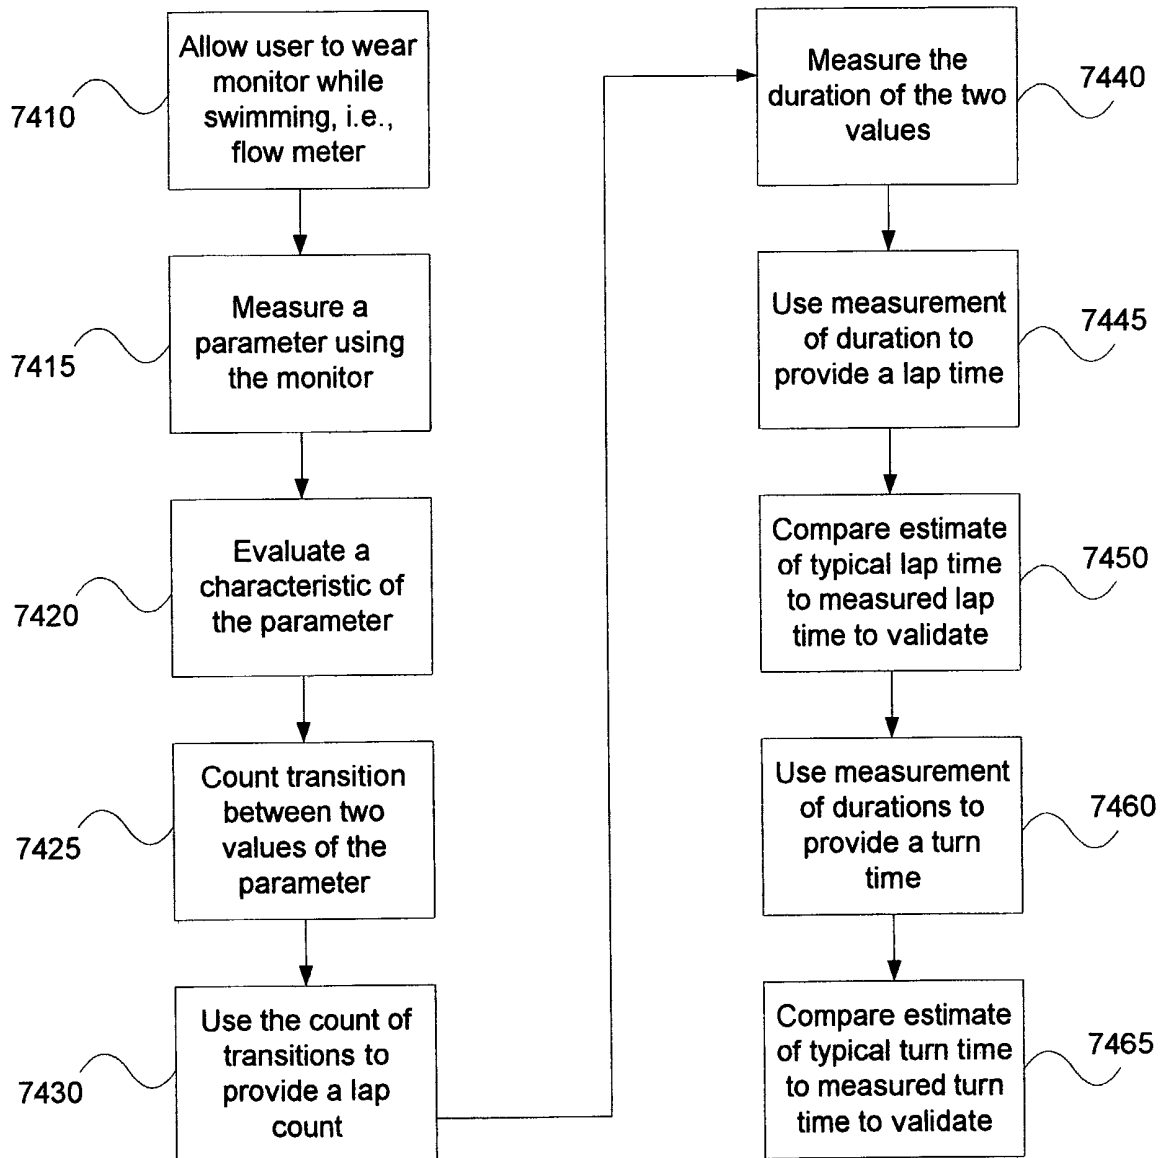 Allow user to wear
monitor while
swimming, i.e.,
flow meter
7410
Measure a
parameter using
the monitor
7415
Evaluate a
characteristic of
the parameter
7420
Count transition
between two
values of the
parameter
7425
Use the count of
transitions to
provide a lap
count
7430
Measure the
duration of the two
values
7440
Use measurement
of duration to
provide a lap time
7445
Compare estimate
of typical lap time
to measured lap
time to validate
7450
Use measurement
of durations to
provide a turn
time
7460
Compare estimate
of typical turn time
to measured turn
time to validate
7465